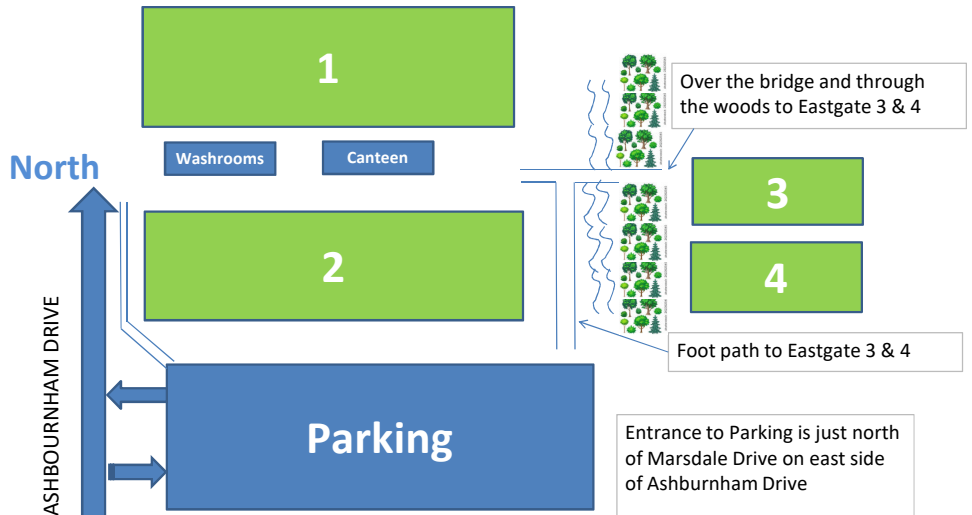 1
Over the bridge and through
the woods to Eastgate 3 & 4
Washrooms
Canteen
North
3
2
4
ASHBOURNHAM DRIVE
Foot path to Eastgate 3 & 4
Parking
Entrance to Parking is just north
of Marsdale Drive on east side
of Ashburnham Drive